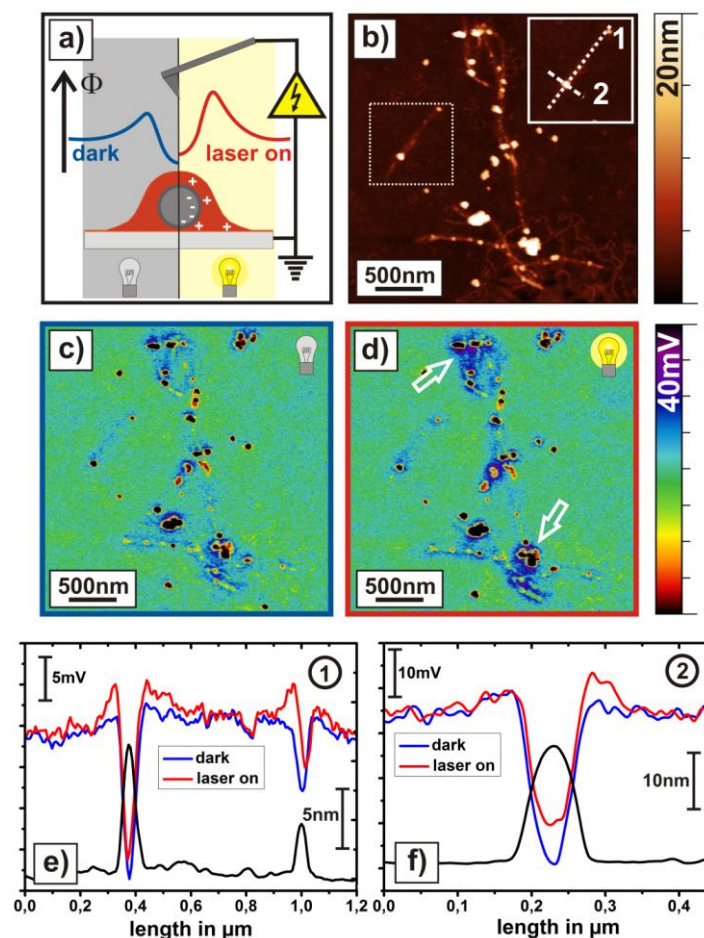 a)
Φ
dark
laser on
+
+
+
+
+
-
-
-
-
b)
1
2
500nm
20nm
c)
500nm
d)
500nm
40mV
5mV
1
dark
laser on
5nm
e)
0,0 0,2 0,4 0,6 0,8 1,0 1,2
length in µm
10mV
2
dark
laser on
10nm
f)
0,0 0,1 0,2 0,3 0,4
length in µm